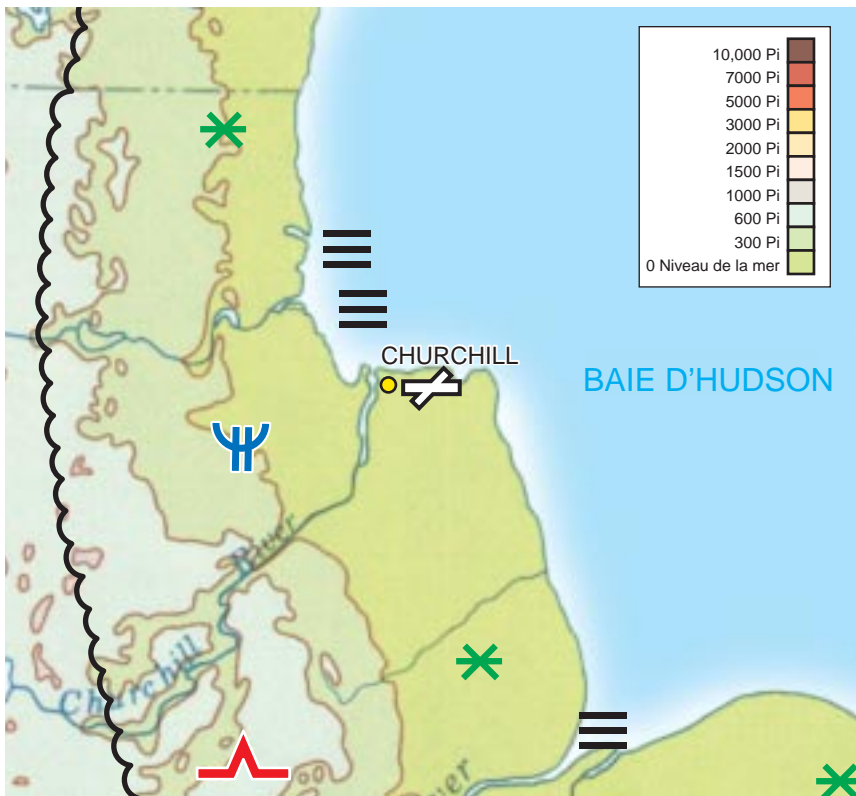 10,000 Pi
7000 Pi
5000 Pi
3000 Pi
2000 Pi
1500 Pi
1000 Pi
600 Pi
300 Pi
0 Niveau de la mer
CHURCHILL
BAIE D'HUDSON
River
Churchill